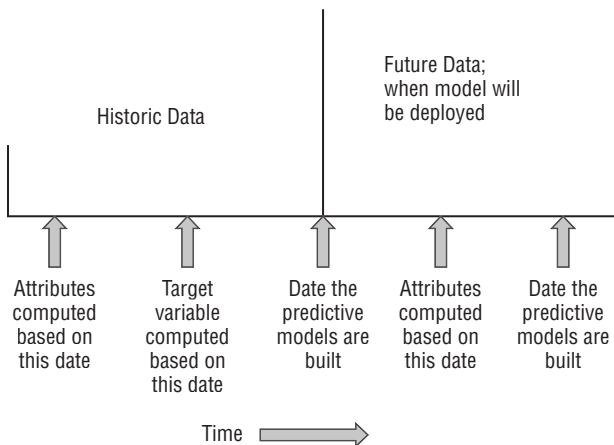 Historic Data
Future Data;
when model will
be deployed
Attributes
computed
based on
this date
Target
variable
computed
based on
this date
Date the
predictive
models are
built
Attributes
computed
based on
this date
Date the
predictive
models are
built
Time